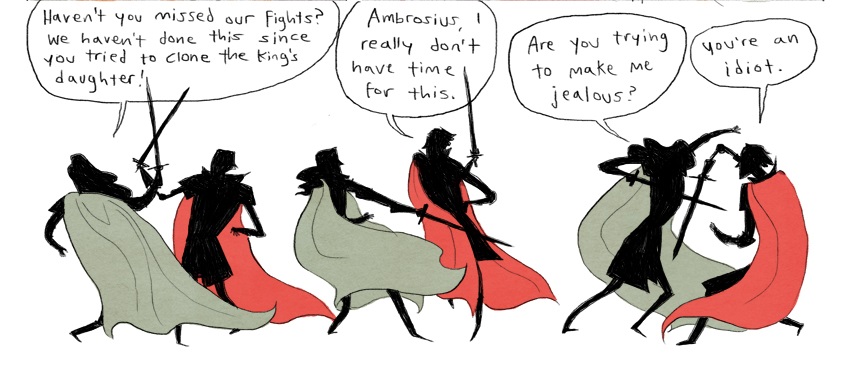 Haven't you missed our fights?
We haven't done this since
you tried to clone the king's
daughter!
Ambrosius, I
really don't
have time
for this.
Are you trying
to make me
jealous?
you're an
idiot.